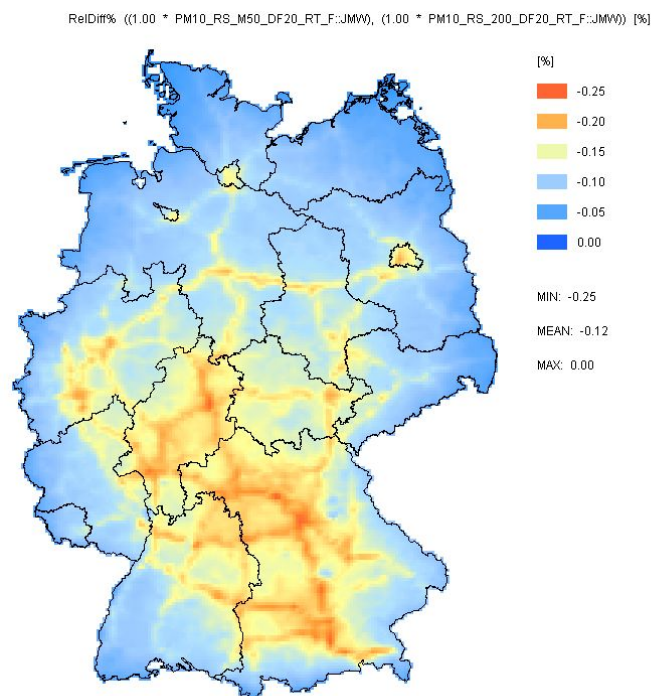 RelDiff% ((1.00 * PM10_RS_M50_DF20_RT_F::JMW), (1.00 * PM10_RS_200_DF20_RT_F::JMW)) [%]
[%]
-0.25
-0.20
-0.15
-0.10
-0.05
0.00
MIN: -0.25
MEAN: -0.12
MAX: 0.00